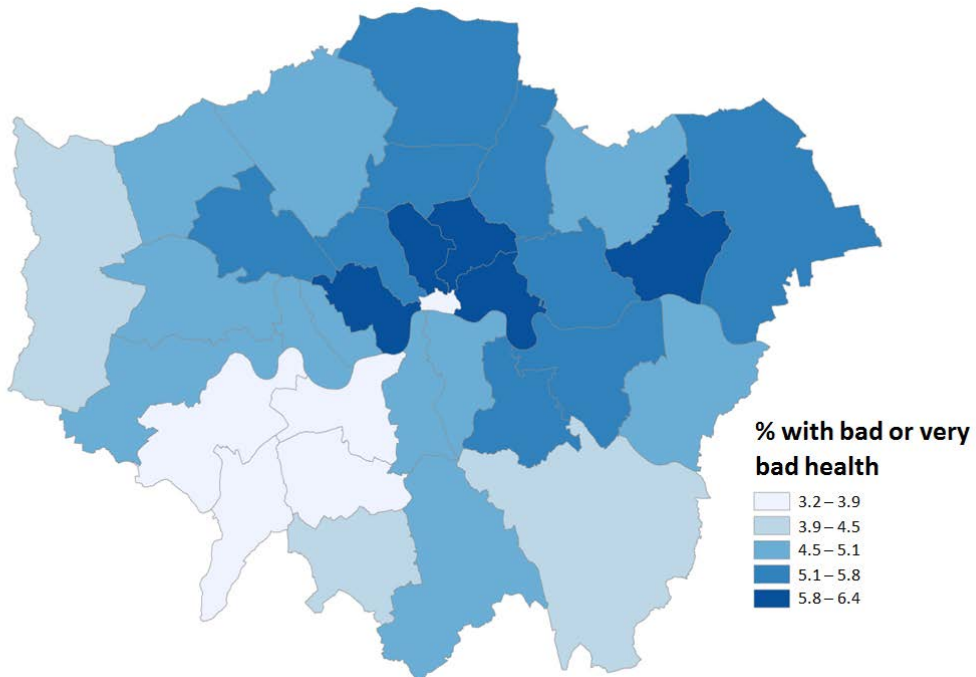 % with bad or very
bad health
3.2 – 3.9
3.9 – 4.5
4.5 – 5.1
5.1 – 5.8
5.8 – 6.4